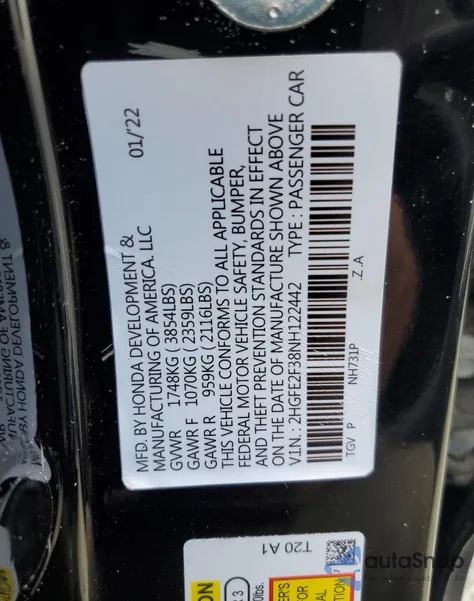 MFD. BY HONDA DEVELOPMENT & 01/'22
MANUFACTURING OF AMERICA. LLC
GVWR 1748KG ( 3854LBS)
GAWR F 1070KG ( 2359LBS)
GAWR R 959KG ( 2116LBS)
THIS VEHICLE CONFORMS TO ALL APPLICABLE
FEDERAL MOTOR VEHICLE SAFETY, BUMPER,
AND THEFT PREVENTION STANDARDS IN EFFECT
ON THE DATE OF MANUFACTURE SHOWN ABOVE
V.I.N.: 2HGFE2F38NH122442 TYPE : PASSENGER CAR
TGV P NH731P .Z.A
T20 A1
autoSnap